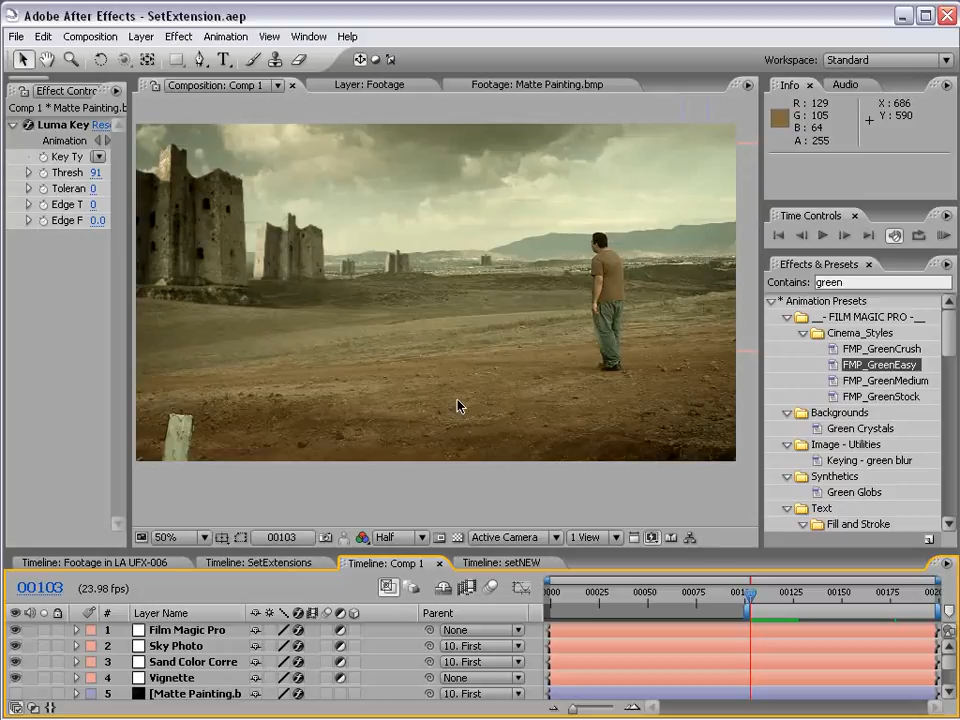 Adobe After Effects - SetExtension.aep
File Edit Composition Layer Effect Animation View Window Help
Workspace: Standard
Effect Contro
Composition: Comp 1
Layer: Footage
Footage: Matte Painting.bmp
Info Audio
Comp 1 * Matte Painting.b
Luma Key Rese
Animation
Key Ty
Thresh 91
Toleran 0
Edge T 0
Edge F 0.0
R : 129
G : 105
B : 64
A : 255
X : 686
Y : 590
Time Controls
Effects & Presets
Contains: green
* Animation Presets
__- FILM MAGIC PRO -__
Cinema_Styles
FMP_GreenCrush
FMP_GreenEasy
FMP_GreenMedium
FMP_GreenStock
Backgrounds
Green Crystals
Image - Utilities
Keying - green blur
Synthetics
Green Globs
Text
Fill and Stroke
50% 00103 Half Active Camera 1 View
Timeline: Footage in LA UFX-006
Timeline: SetExtensions
Timeline: Comp 1
Timeline: setNEW
00103 (23.98 fps)
0000 00025 00050 00075 001 00125 00150 00175 0020
# Layer Name Parent
1 Film Magic Pro None
2 Sky Photo 10. First
3 Sand Color Corre 10. First
4 Vignette None
5 [Matte Painting.b 10. First